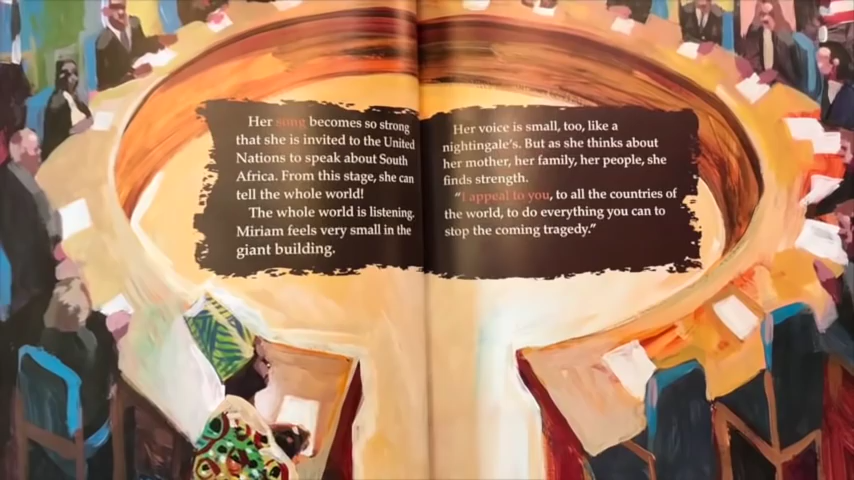 Her song becomes so strong
that she is invited to the United
Nations to speak about South
Africa. From this stage, she can
tell the whole world!
The whole world is listening.
Miriam feels very small in the
giant building.
Her voice is small, too, like a
nightingale's. But as she thinks about
her mother, her family, her people, she
finds strength.
"I appeal to you, to all the countries of
the world, to do everything you can to
stop the coming tragedy."